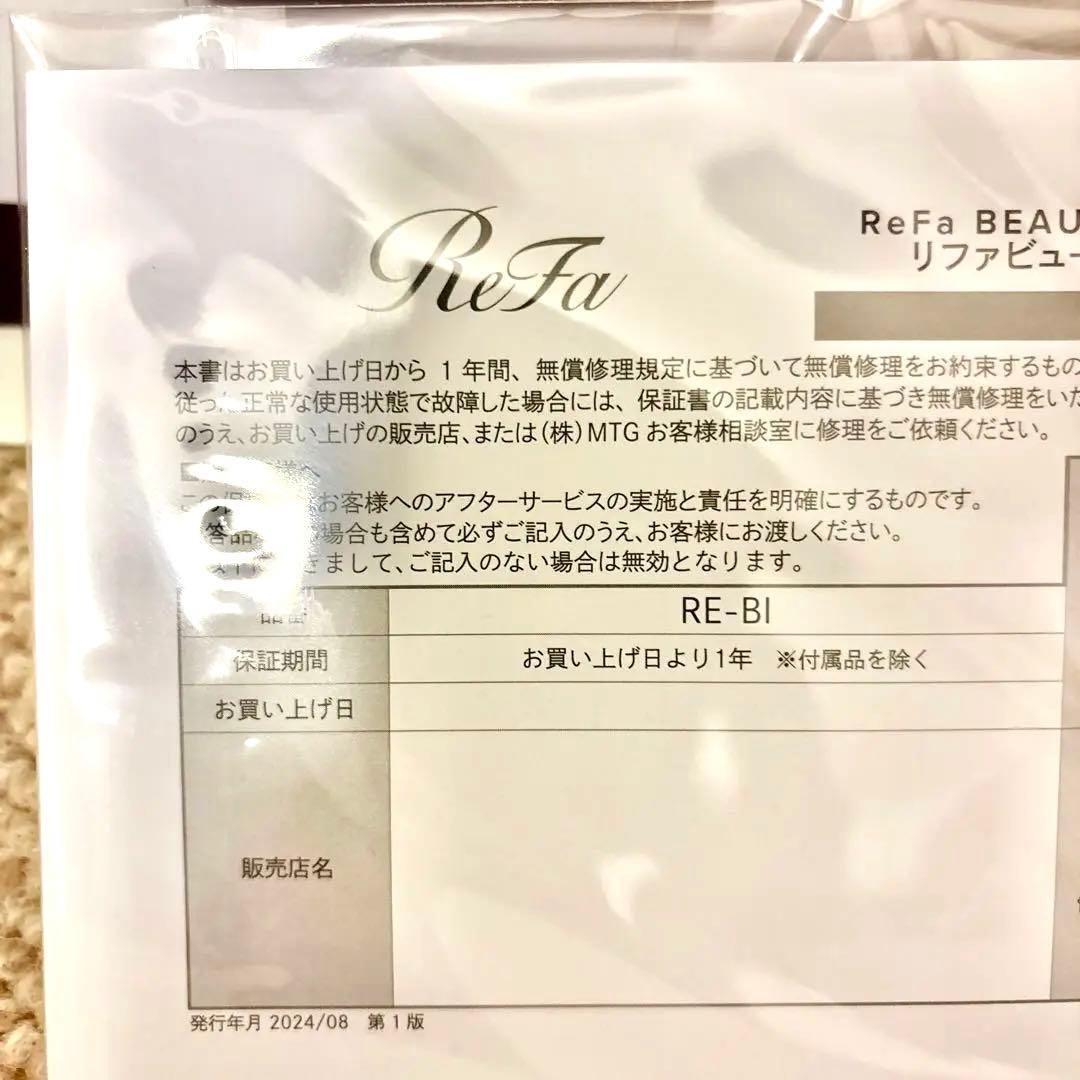 ReFa
ReFa BEAU
リファビュー
本書はお買い上げ日から 1 年間、無償修理規定に基づいて無償修理をお約束するもの
従った正常な使用状態で故障した場合には、保証書の記載内容に基づき無償修理をいた
のうえ、お買い上げの販売店、または(株)MTG お客様相談室に修理をご依頼ください。
様へ
この お客様へのアフターサービスの実施と責任を明確にするものです。
答品 場合も含めて必ずご記入のうえ、お客様にお渡しください。
きまして、ご記入のない場合は無効となります。
品番 RE-BI
保証期間 お買い上げ日より1年 ※付属品を除く
お買い上げ日
販売店名
発行年月 2024/08 第 1 版